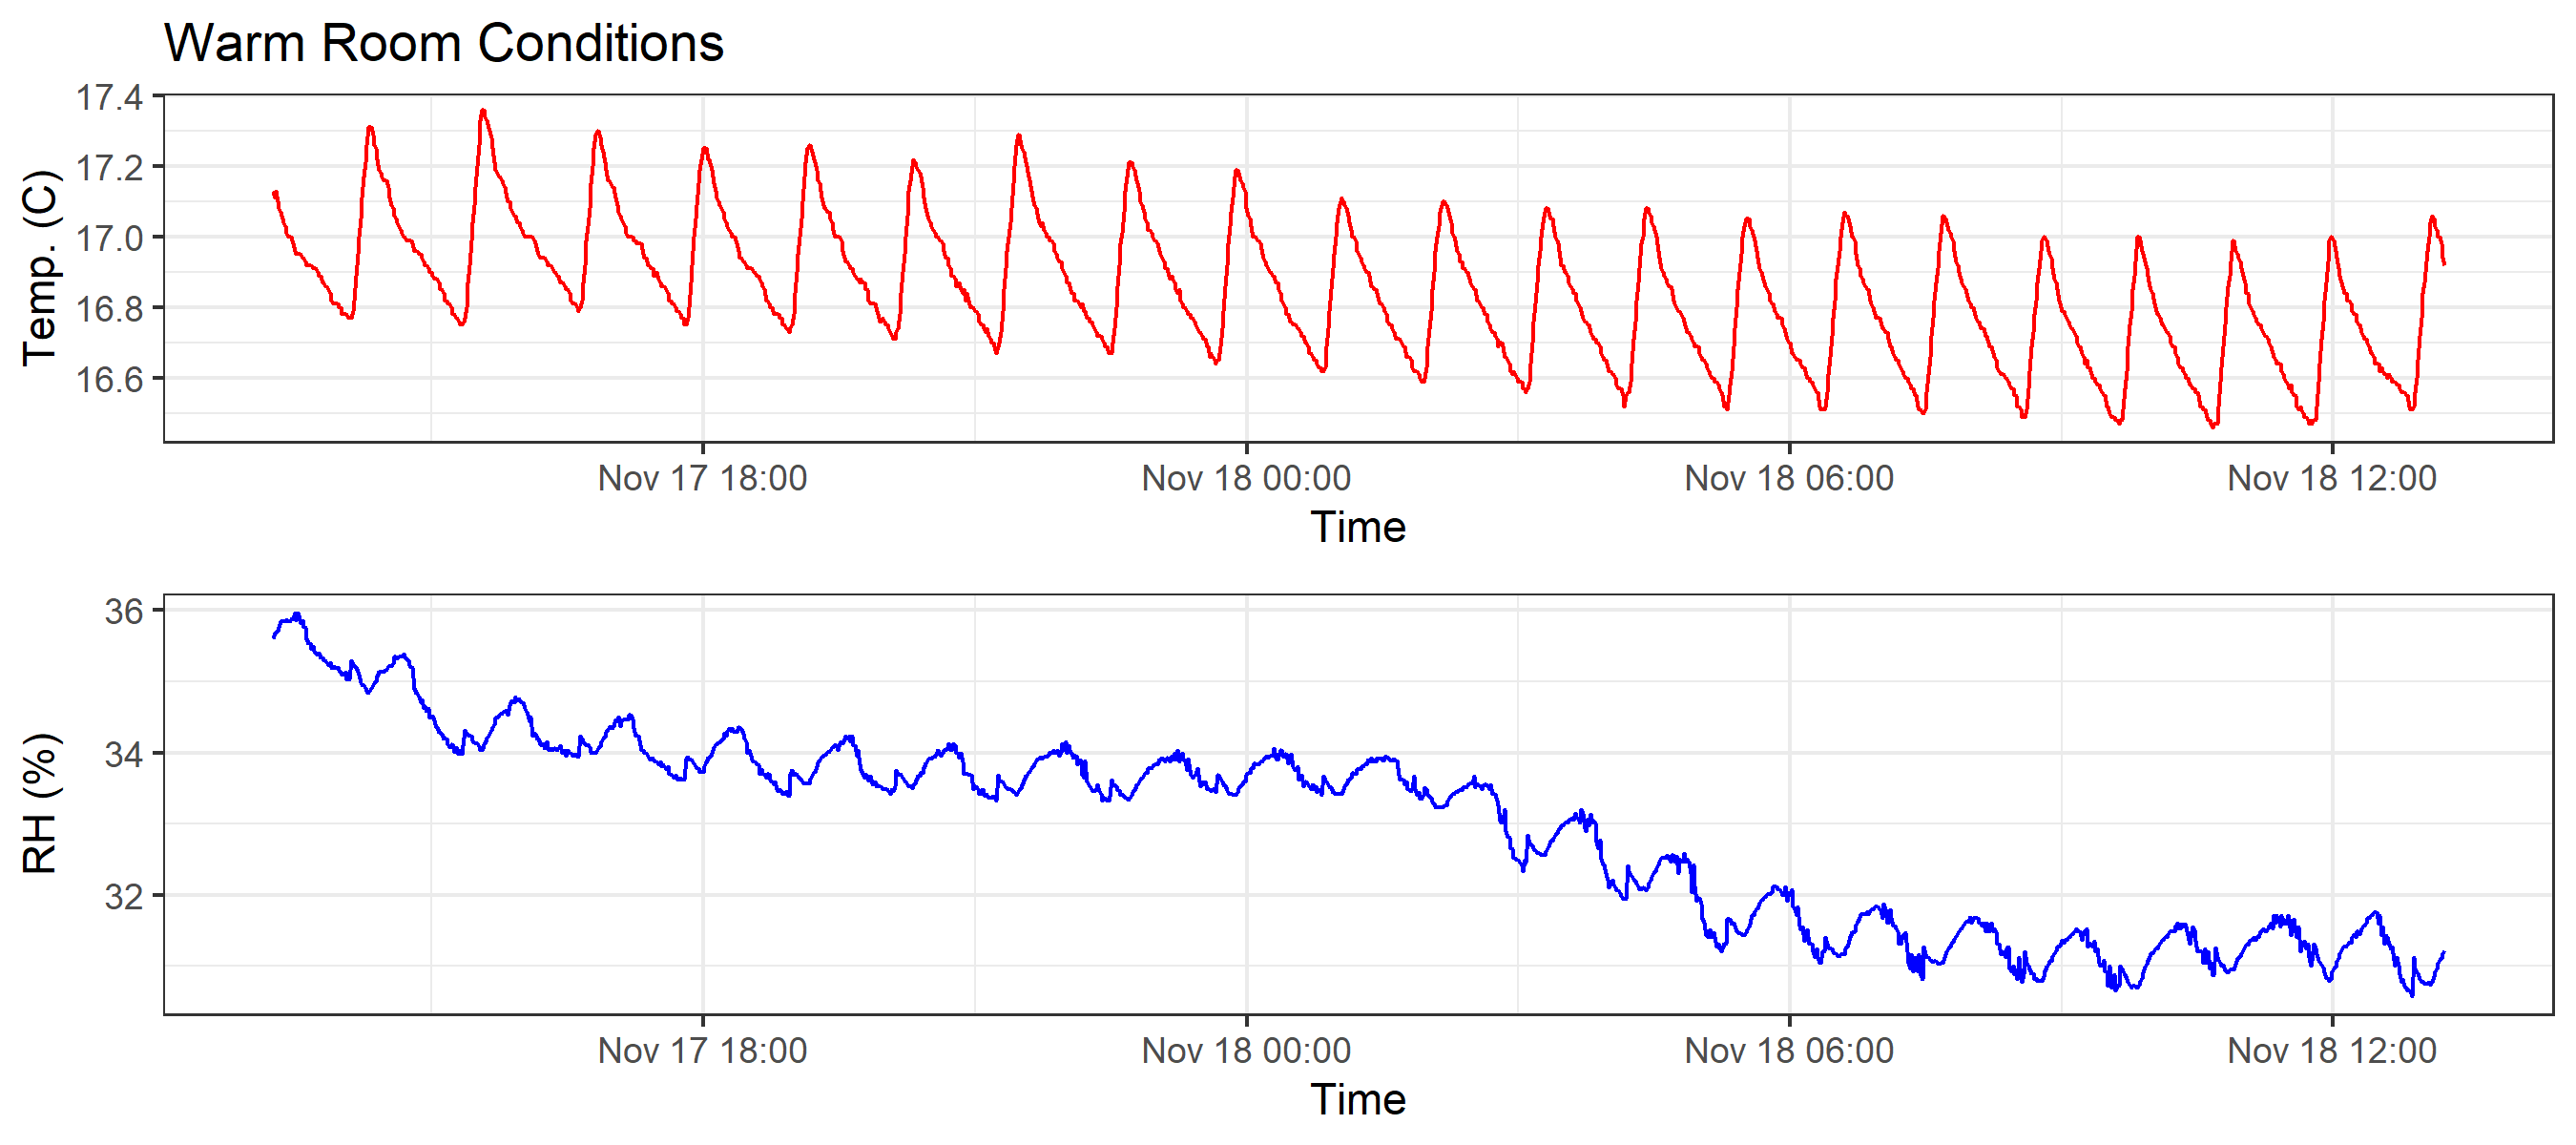 Warm Room Conditions
17.4
17.2
17.0
16.8
16.6
Temp. (C)
Nov 17 18:00 Nov 18 00:00 Nov 18 06:00 Nov 18 12:00
Time
36
34
32
RH (%)
Nov 17 18:00 Nov 18 00:00 Nov 18 06:00 Nov 18 12:00
Time